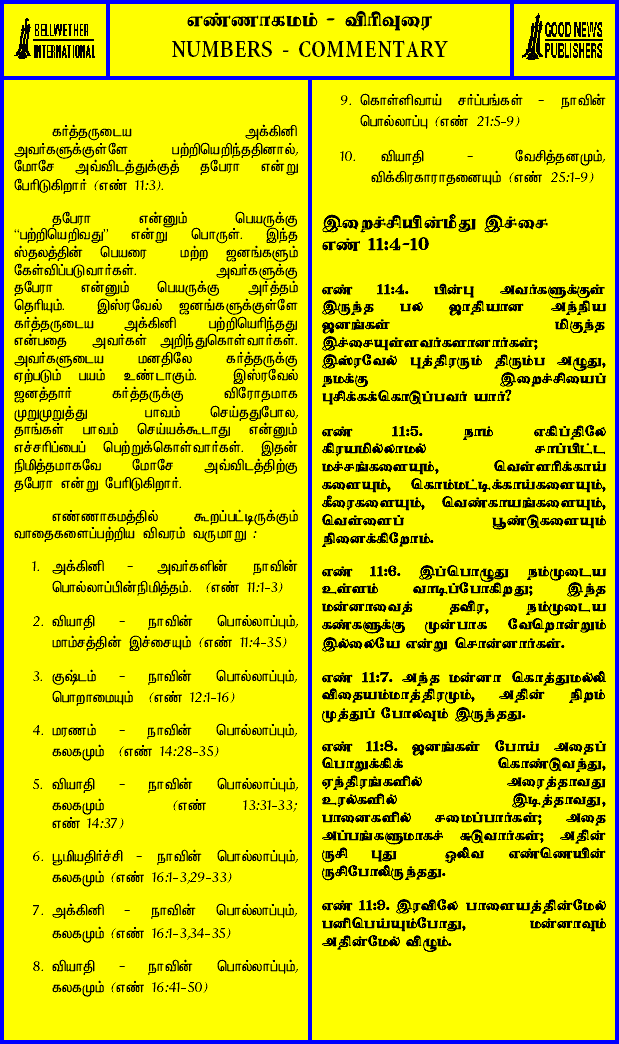 BELLWETHER
INTERNATIONAL
எண்ணாகமம் - விரிவுரை
NUMBERS - COMMENTARY
GOOD NEWS
PUBLISHERS
கர்த்தருடைய அக்கினி
அவர்களுக்குள்ளே பற்றியெறிந்ததினால்,
மோசே அவ்விடத்துக்குத் தபேரா என்று
பேரிடுகிறார் (எண் 11:3).
தபேரா என்னும் பெயருக்கு
“பற்றியெறிவது” என்று பொருள். இந்த
ஸ்தலத்தின் பெயரை மற்ற ஜனங்களும்
கேள்விப்படுவார்கள். அவர்களுக்கு
தபேரா என்னும் பெயருக்கு அர்த்தம்
தெரியும். இஸ்ரவேல் ஜனங்களுக்குள்ளே
கர்த்தருடைய அக்கினி பற்றியெரிந்தது
என்பதை அவர்கள் அறிந்துகொள்வார்கள்.
அவர்களுடைய மனதிலே கர்த்தருக்கு
ஏற்படும் பயம் உண்டாகும். இஸ்ரவேல்
ஜனத்தார் கர்த்தருக்கு விரோதமாக
முறுமுறுத்து பாவம் செய்ததுபோல,
தாங்கள் பாவம் செய்யக்கூடாது என்னும்
எச்சரிப்பைப் பெற்றுக்கொள்வார்கள். இதன்
நிமித்தமாகவே மோசே அவ்விடத்திற்கு
தபேரா என்று பேரிடுகிறார்.
எண்ணாகமத்தில் கூறப்பட்டிருக்கும்
வாதைகளைப்பற்றிய விவரம் வருமாறு :
1. அக்கினி - அவர்களின் நாவின்
பொல்லாப்பின்நிமித்தம். (எண் 11:1-3)
2. வியாதி - நாவின் பொல்லாப்பும்,
மாம்சத்தின் இச்சையும் (எண் 11:4-35)
3. குஷ்டம் - நாவின் பொல்லாப்பும்,
பொறாமையும் (எண் 12:1-16)
4. மரணம் - நாவின் பொல்லாப்பும்,
கலகமும் (எண் 14:28-35)
5. வியாதி - நாவின் பொல்லாப்பும்,
கலகமும் (எண் 13:31-33;
எண் 14:37)
6. பூமியதிர்ச்சி - நாவின் பொல்லாப்பும்,
கலகமும் (எண் 16:1-3,29-33)
7. அக்கினி - நாவின் பொல்லாப்பும்,
கலகமும் (எண் 16:1-3,34-35)
8. வியாதி - நாவின் பொல்லாப்பும்,
கலகமும் (எண் 16:41-50)
9. கொள்ளிவாய் சர்ப்பங்கள் - நாவின்
பொல்லாப்பு (எண் 21:5-9)
10. வியாதி - வேசித்தனமும்,
விக்கிரகாராதனையும் (எண் 25:1-9)
இறைச்சியின்மீது இச்சை
எண் 11:4-10
எண் 11:4. பின்பு அவர்களுக்குள்
இருந்த பல ஜாதியான அந்நிய
ஜனங்கள் மிகுந்த
இச்சையுள்ளவர்களானார்கள்;
இஸ்ரவேல் புத்திரரும் திரும்ப அழுது,
நமக்கு இறைச்சியைப்
புசிக்கக்கொடுப்பவர் யார்?
எண் 11:5. நாம் எகிப்திலே
கிரயமில்லாமல் சாப்பிட்ட
மச்சங்களையும், வெள்ளரிக்காய்
களையும், கொம்மட்டிக்காய்களையும்,
கீரைகளையும், வெண்காயங்களையும்,
வெள்ளைப் பூண்டுகளையும்
நினைக்கிறோம்.
எண் 11:6. இப்பொழுது நம்முடைய
உள்ளம் வாடிப்போகிறது; இந்த
மன்னாவைத் தவிர, நம்முடைய
கண்களுக்கு முன்பாக வேறொன்றும்
இல்லையே என்று சொன்னார்கள்.
எண் 11:7. அந்த மன்னா கொத்துமல்லி
விதையம்மாத்திரமும், அதின் நிறம்
முத்துப் போலவும் இருந்தது.
எண் 11:8. ஜனங்கள் போய் அதைப்
பொறுக்கிக் கொண்டுவந்து,
ஏந்திரங்களில் அரைத்தாவது
உரல்களில் இடித்தாவது,
பானைகளில் சமைப்பார்கள்; அதை
அப்பங்களுமாகச் சுடுவார்கள்; அதின்
ருசி புது ஒலிவ எண்ணெயின்
ருசிபோலிருந்தது.
எண் 11:9. இரவிலே பாளையத்தின்மேல்
பனிபெய்யும்போது, மன்னாவும்
அதின்மேல் விழும்.